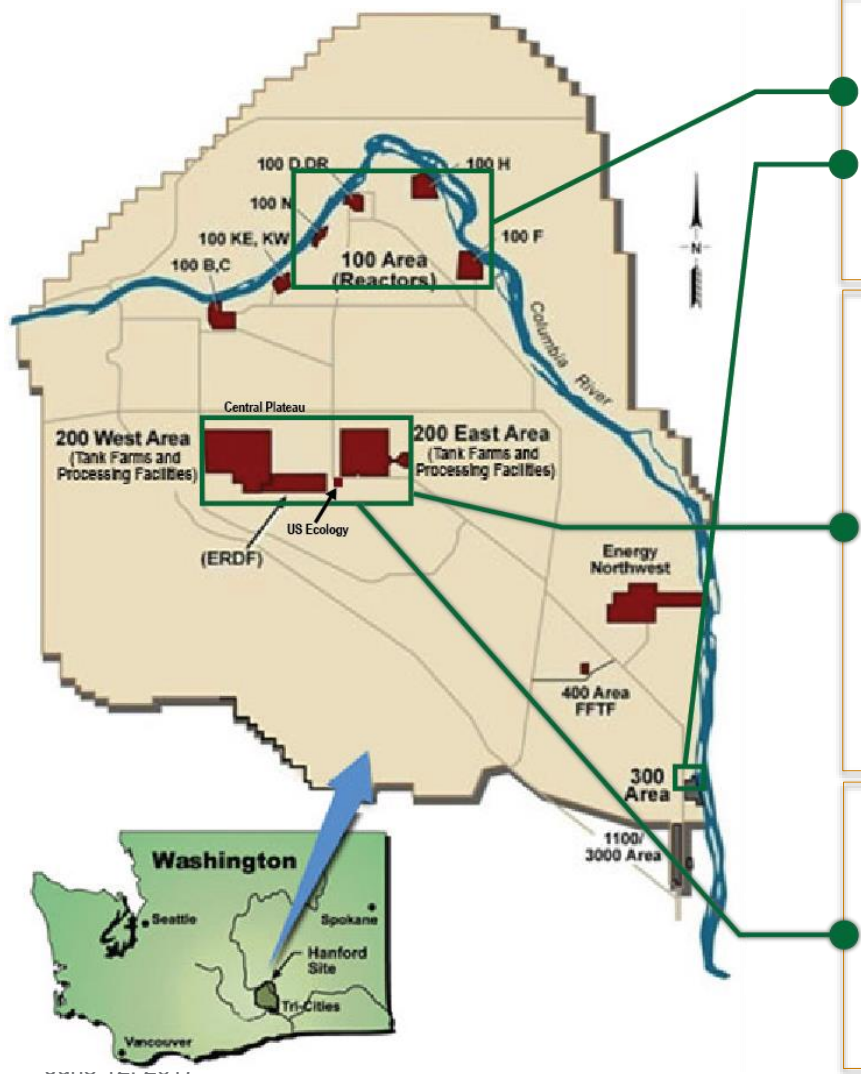 100 D,DR
100 H
100 N
100 KE, KW
100 F
100 B,C
100 Area
(Reactors)
N
Columbia
River
Central Plateau
200 West Area
(Tank Farms and
Processing Facilities)
200 East Area
(Tank Farms and
Processing Facilities)
US Ecology
(ERDF)
Energy
Northwest
400 Area
FFTF
300
Area
1100/
3000 Area
Washington
Seattle
Spokane
Hanford
Site
Tri-Cities
Vancouver